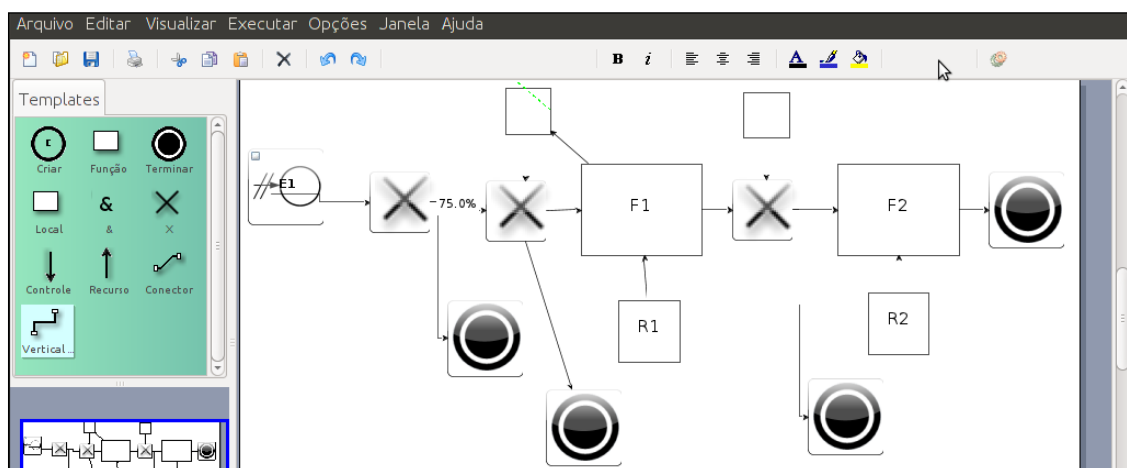 Arquivo Editar Visualizar Executar Opções Janela Ajuda
B i A
Templates
E
Criar Função Terminar
&
Local & X
Controle Recurso Conector
Vertical...
E1
75.0%
F1
F2
R1
R2